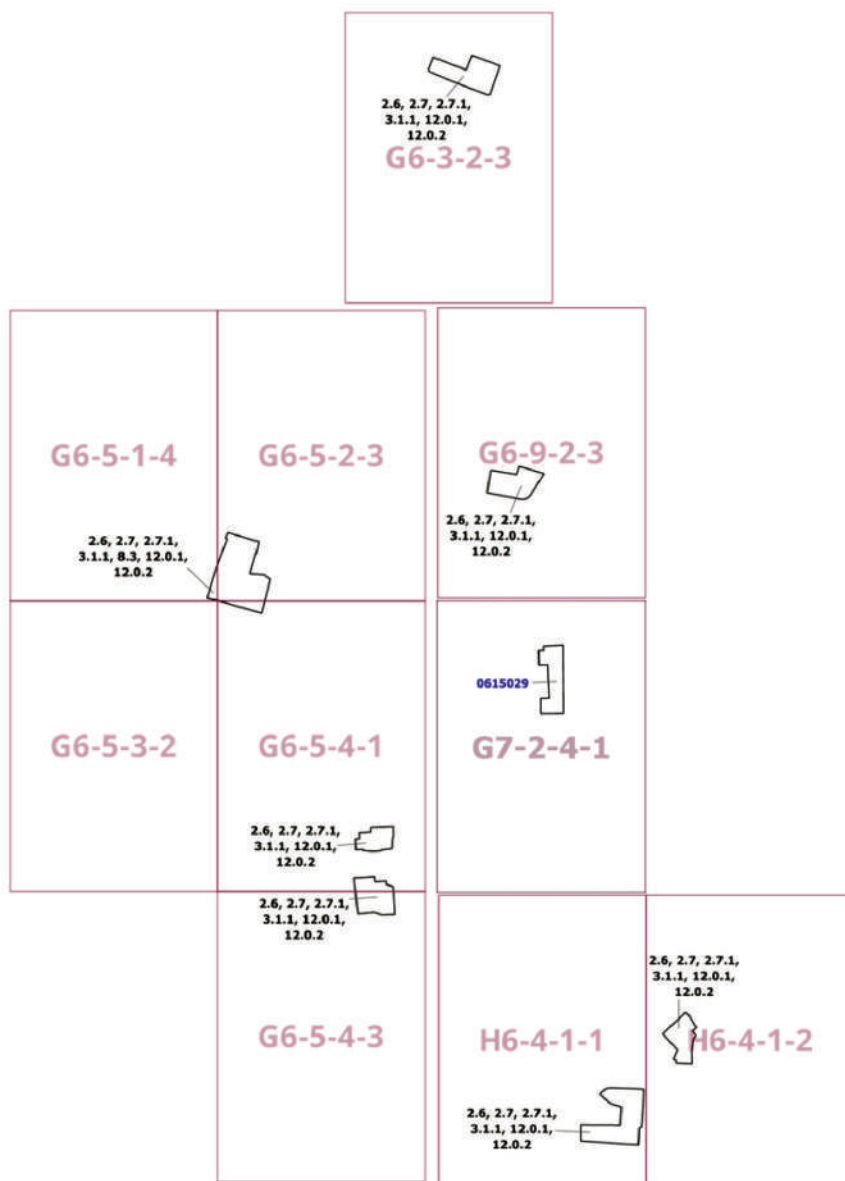 2.6, 2.7, 2.7.1,
3.1.1, 12.0.1,
12.0.2
G6-3-2-3
G6-5-1-4
G6-5-2-3
G6-9-2-3
2.6, 2.7, 2.7.1,
3.1.1, 12.0.1,
12.0.2
2.6, 2.7, 2.7.1,
3.1.1, 8.3, 12.0.1,
12.0.2
0615029
G6-5-3-2
G6-5-4-1
G7-2-4-1
2.6, 2.7, 2.7.1,
3.1.1, 12.0.1,
12.0.2
2.6, 2.7, 2.7.1,
3.1.1, 12.0.1,
12.0.2
2.6, 2.7, 2.7.1,
3.1.1, 12.0.1,
12.0.2
G6-5-4-3
H6-4-1-1
H6-4-1-2
2.6, 2.7, 2.7.1,
3.1.1, 12.0.1,
12.0.2